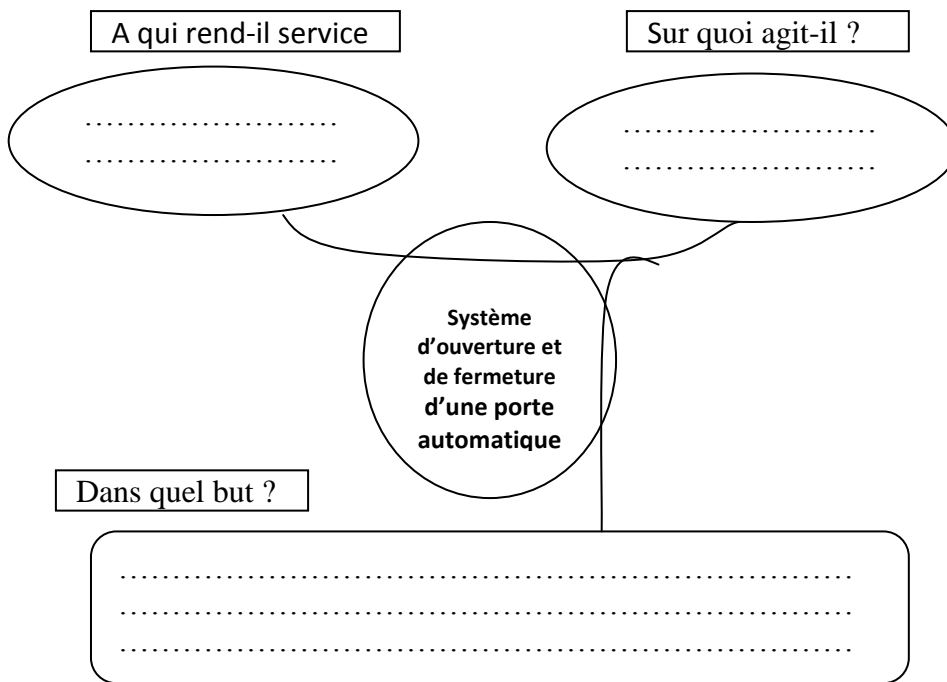 A qui rend-il service
Sur quoi agit-il ?
........................
........................
........................
........................
Système
d’ouverture et
de fermeture
d’une porte
automatique
Dans quel but ?
......................................................................
......................................................................
......................................................................